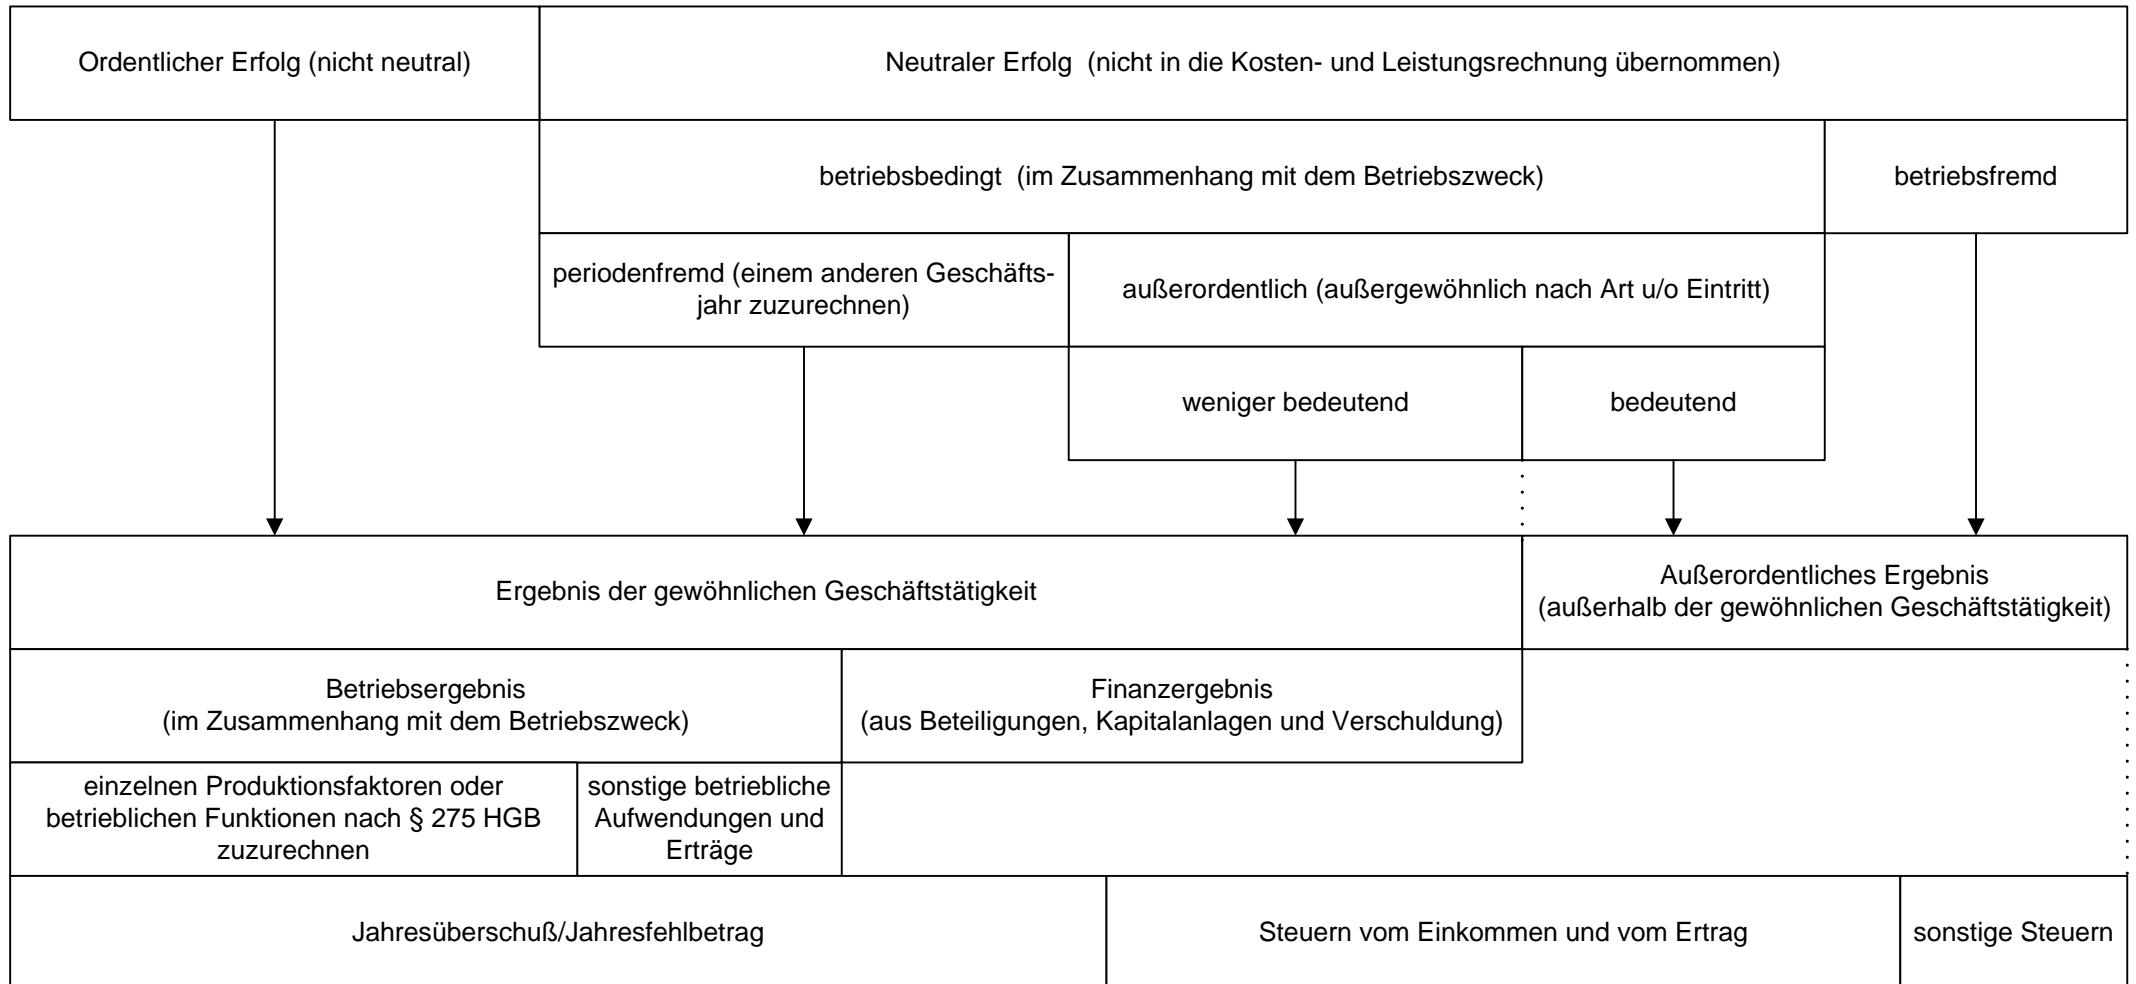 Ordentlicher Erfolg (nicht neutral)
Neutraler Erfolg (nicht in die Kosten- und Leistungsrechnung übernommen)
betriebsbedingt (im Zusammenhang mit dem Betriebszweck)
betriebsfremd
periodenfremd (einem anderen Geschäfts-
jahr zuzurechnen)
außerordentlich (außergewöhnlich nach Art u/o Eintritt)
weniger bedeutend
bedeutend
Ergebnis der gewöhnlichen Geschäftstätigkeit
Außerordentliches Ergebnis
(außerhalb der gewöhnlichen Geschäftstätigkeit)
Betriebsergebnis
(im Zusammenhang mit dem Betriebszweck)
Finanzergebnis
(aus Beteiligungen, Kapitalanlagen und Verschuldung)
einzelnen Produktionsfaktoren oder
betrieblichen Funktionen nach § 275 HGB
zuzurechnen
sonstige betriebliche
Aufwendungen und
Erträge
Jahresüberschuß/Jahresfehlbetrag
Steuern vom Einkommen und vom Ertrag
sonstige Steuern